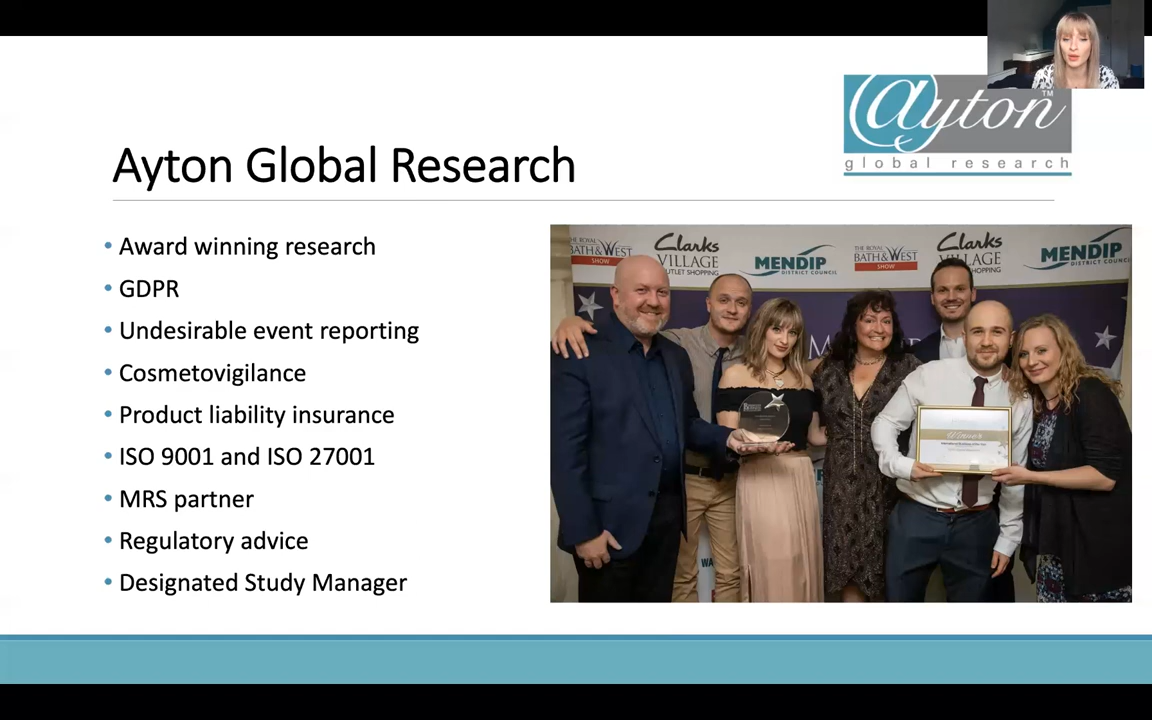 @yton™
global research
Ayton Global Research
• Award winning research
• GDPR
• Undesirable event reporting
• Cosmetovigilance
• Product liability insurance
• ISO 9001 and ISO 27001
• MRS partner
• Regulatory advice
• Designated Study Manager
THE ROYAL
BATH & WEST
SHOW
Clarks
VILLAGE
OUTLET SHOPPING
MENDIP
DISTRICT COUNCIL
THE ROYAL
BATH & WEST
SHOW
Clarks
VILLAGE
OUTLET SHOPPING
MENDIP
DISTRICT COUNCIL
M
Winner
WA